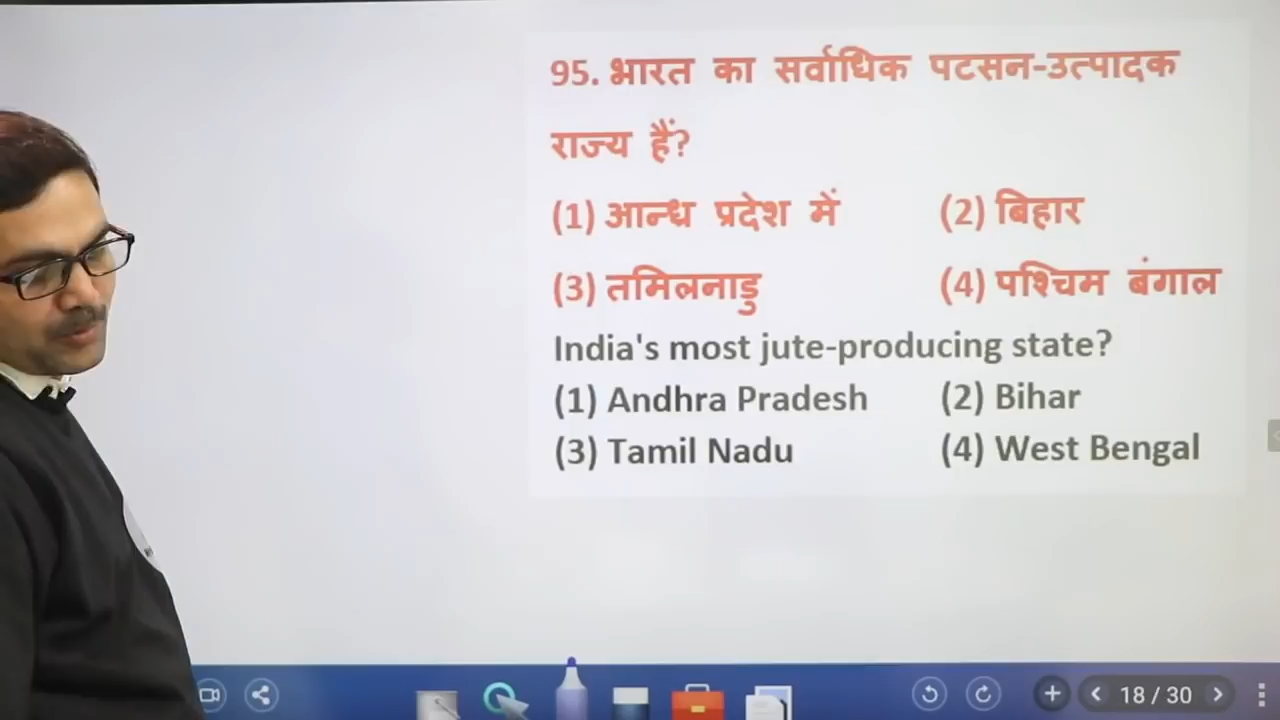 95. भारत का सर्वाधिक पटसन-उत्पादक
राज्य हैं?
(1) आन्ध प्रदेश में (2) बिहार
(3) तमिलनाडु (4) पश्चिम बंगाल
India's most jute-producing state?
(1) Andhra Pradesh (2) Bihar
(3) Tamil Nadu (4) West Bengal
18 / 30